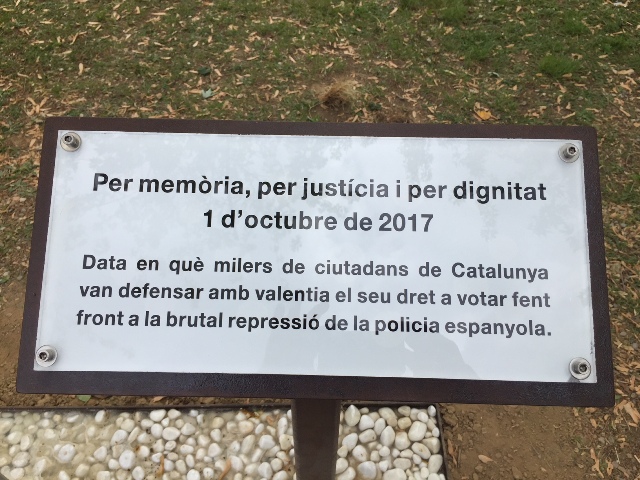 Per memòria, per justícia i per dignitat
1 d'octubre de 2017
Data en què milers de ciutadans de Catalunya
van defensar amb valentia el seu dret a votar fent
front a la brutal repressió de la policia espanyola.